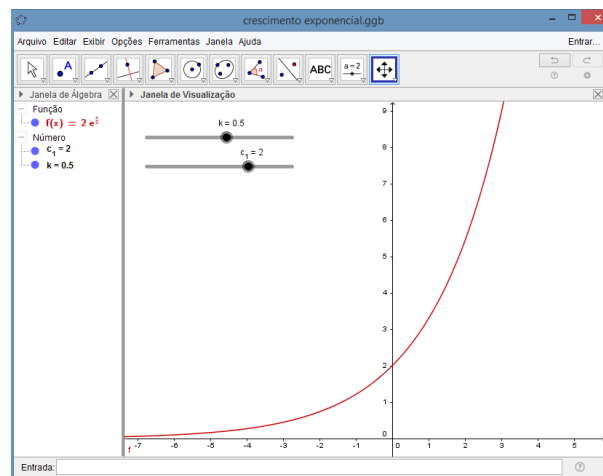 crescimento exponencial.ggb
Arquivo Editar Exibir Opções Ferramentas Janela Ajuda
Entrar...
A
α
ABC
a = 2
Janela de Álgebra
Janela de Visualização
Função
f(x) = 2 e^(x/2)
Número
c₁ = 2
k = 0.5
k = 0.5
c₁ = 2
9
8
7
6
5
4
3
2
1
0
f
-7 -6 -5 -4 -3 -2 -1 0 1 2 3 4 5
Entrada: